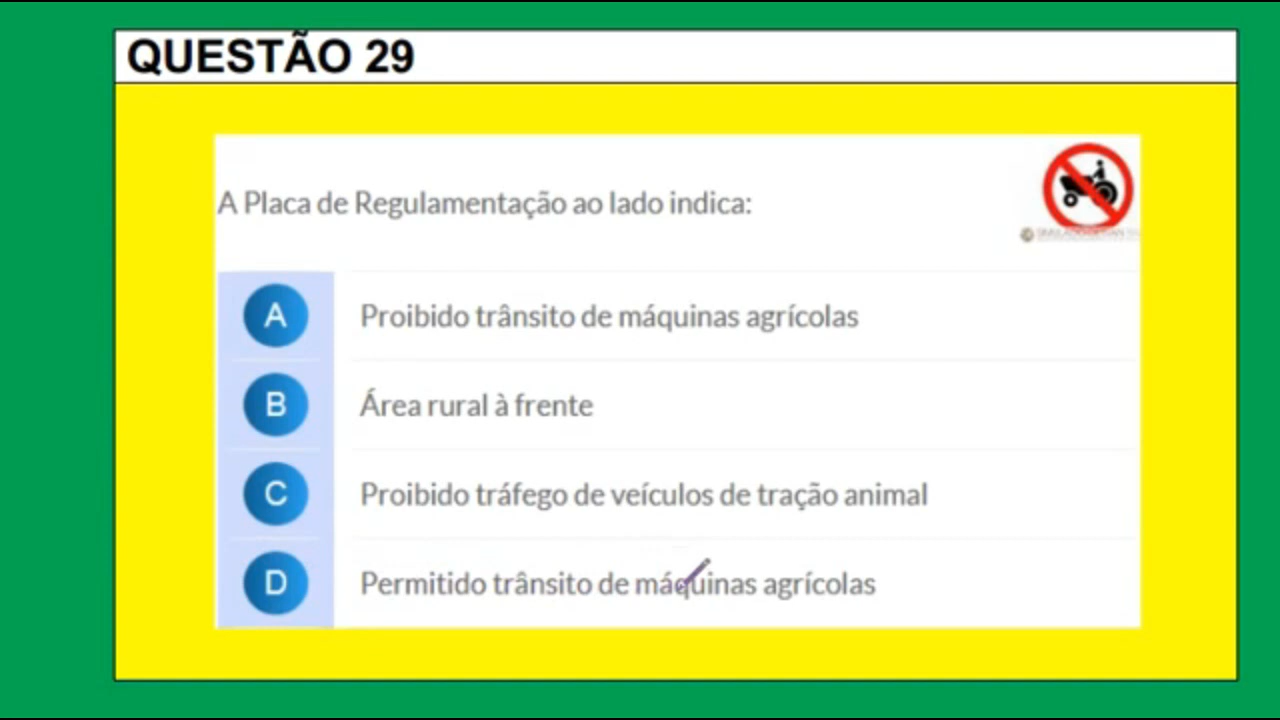 QUESTÃO 29
A Placa de Regulamentação ao lado indica:
A Proibido trânsito de máquinas agrícolas
B Área rural à frente
C Proibido tráfego de veículos de tração animal
D Permitido trânsito de máquinas agrícolas